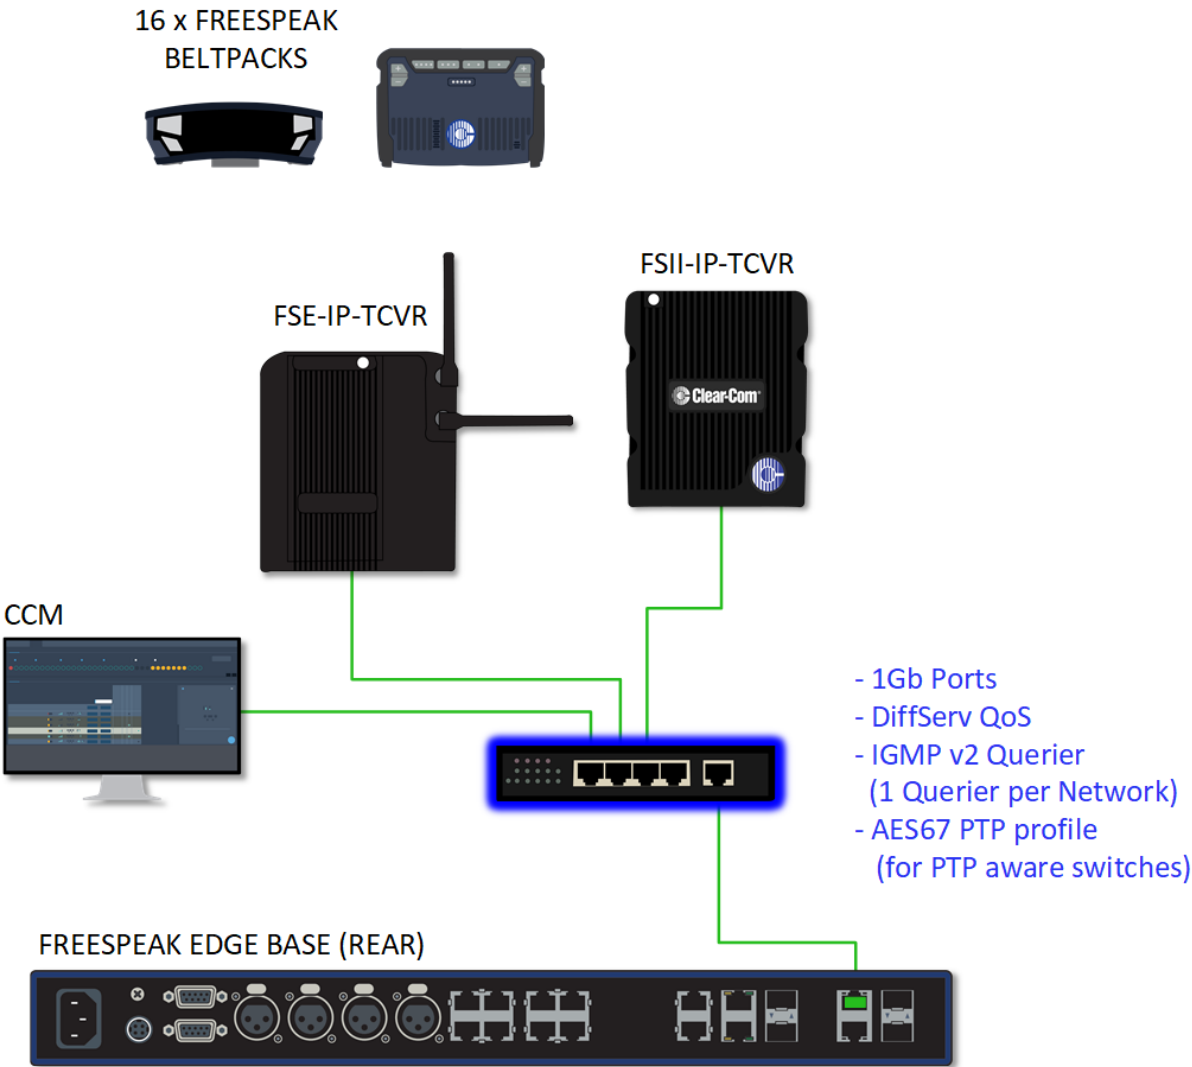 16 x FREESPEAK
BELTPACKS
FSII-IP-TCVR
FSE-IP-TCVR
Clear-Com
CCM
- 1Gb Ports
- DiffServ QoS
- IGMP v2 Querier
(1 Querier per Network)
- AES67 PTP profile
(for PTP aware switches)
FREESPEAK EDGE BASE (REAR)